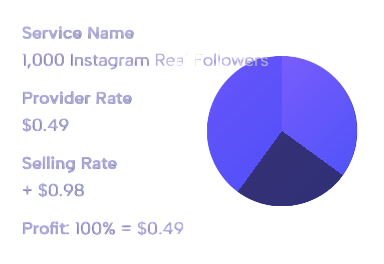 Service Name
1,000 Instagram Real Followers
Provider Rate
$0.49
Selling Rate
+ $0.98
Profit: 100% = $0.49